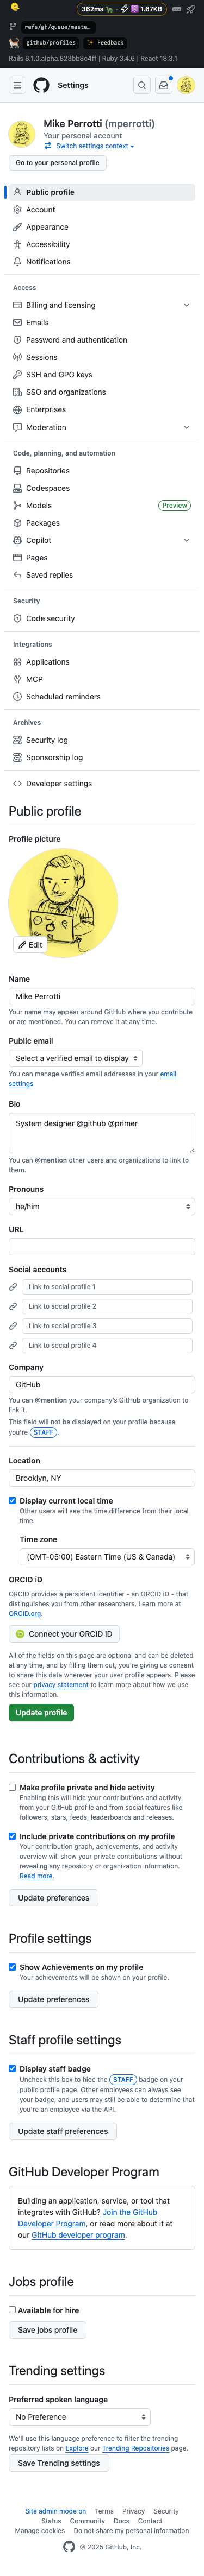 362ms · 1.67KB
refs/gh/queue/maste…
github/profiles ✨ Feedback
Rails 8.1.0.alpha.823bb8c4ff | Ruby 3.4.6 | React 18.3.1
Settings
Mike Perrotti (mperrotti)
Your personal account
Switch settings context
Go to your personal profile
Public profile
Account
Appearance
Accessibility
Notifications
Access
Billing and licensing
Emails
Password and authentication
Sessions
SSH and GPG keys
SSO and organizations
Enterprises
Moderation
Code, planning, and automation
Repositories
Codespaces
Models Preview
Packages
Copilot
Pages
Saved replies
Security
Code security
Integrations
Applications
MCP
Scheduled reminders
Archives
Security log
Sponsorship log
Developer settings
Public profile
Profile picture
Edit
Name
Mike Perrotti
Your name may appear around GitHub where you contribute
or are mentioned. You can remove it at any time.
Public email
Select a verified email to display
You can manage verified email addresses in your email
settings
Bio
System designer @github @primer
You can @mention other users and organizations to link to
them.
Pronouns
he/him
URL
Social accounts
Link to social profile 1
Link to social profile 2
Link to social profile 3
Link to social profile 4
Company
GitHub
You can @mention your company's GitHub organization to
link it.
This field will not be displayed on your profile because
you're STAFF.
Location
Brooklyn, NY
Display current local time
Other users will see the time difference from their local
time.
Time zone
(GMT-05:00) Eastern Time (US & Canada)
ORCID iD
ORCID provides a persistent identifier - an ORCID iD - that
distinguishes you from other researchers. Learn more at
ORCID.org.
Connect your ORCID iD
All of the fields on this page are optional and can be deleted
at any time, and by filling them out, you're giving us consent
to share this data wherever your user profile appears. Please
see our privacy statement to learn more about how we use
this information.
Update profile
Contributions & activity
Make profile private and hide activity
Enabling this will hide your contributions and activity
from your GitHub profile and from social features like
followers, stars, feeds, leaderboards and releases.
Include private contributions on my profile
Your contribution graph, achievements, and activity
overview will show your private contributions without
revealing any repository or organization information.
Read more.
Update preferences
Profile settings
Show Achievements on my profile
Your achievements will be shown on your profile.
Update preferences
Staff profile settings
Display staff badge
Uncheck this box to hide the STAFF badge on your
public profile page. Other employees can always see
your badge, and users may still be able to determine that
you're an employee via the API.
Update staff preferences
GitHub Developer Program
Building an application, service, or tool that
integrates with GitHub? Join the GitHub
Developer Program, or read more about it at
our GitHub developer program.
Jobs profile
Available for hire
Save jobs profile
Trending settings
Preferred spoken language
No Preference
We'll use this language preference to filter the trending
repository lists on Explore our Trending Repositories page.
Save Trending settings
Site admin mode on Terms Privacy Security
Status Community Docs Contact
Manage cookies Do not share my personal information
© 2025 GitHub, Inc.